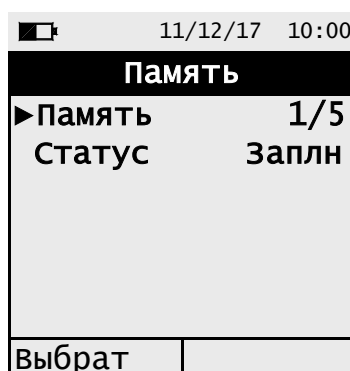 11/12/17 10:00
Память
▶Память 1/5
Статус Заплн
Выбрат